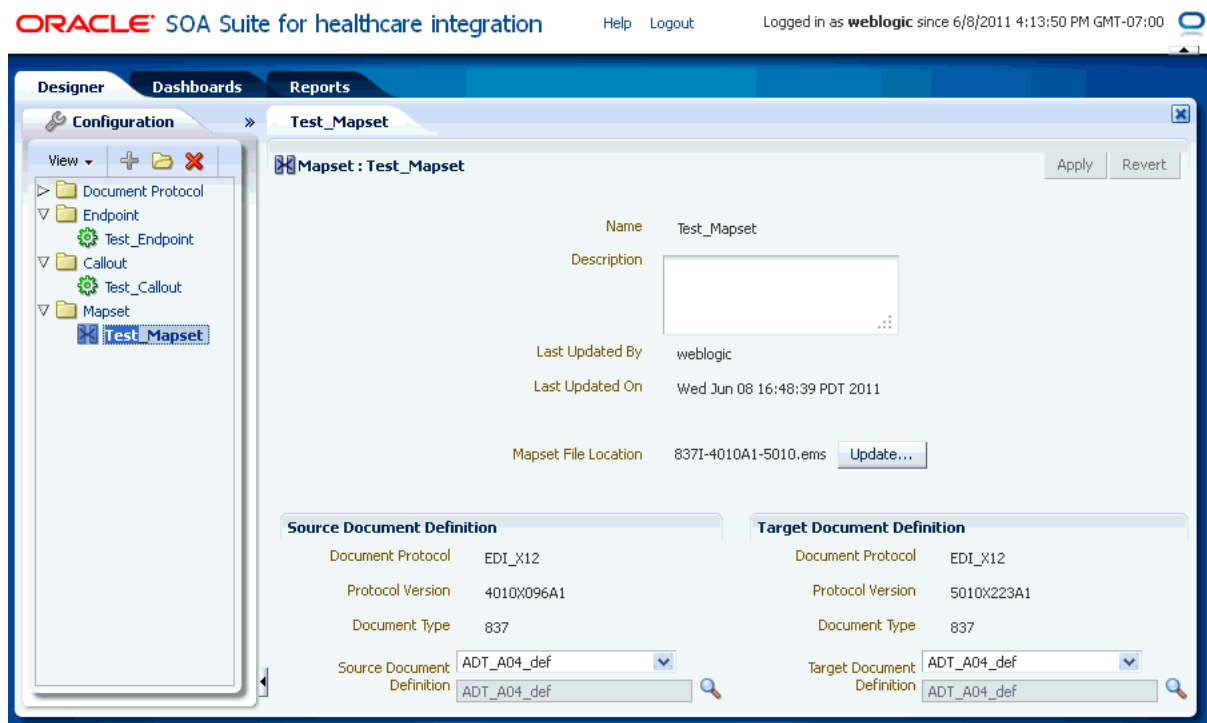 ORACLE SOA Suite for healthcare integration Help Logout Logged in as weblogic since 6/8/2011 4:13:50 PM GMT-07:00
Designer Dashboards Reports
Configuration » Test_Mapset
View
Mapset : Test_Mapset Apply Revert
Document Protocol
Endpoint
Test_Endpoint
Callout
Test_Callout
Mapset
Test_Mapset
Name Test_Mapset
Description
Last Updated By weblogic
Last Updated On Wed Jun 08 16:48:39 PDT 2011
Mapset File Location 837I-4010A1-5010.ems Update...
Source Document Definition
Document Protocol EDI_X12
Protocol Version 4010X096A1
Document Type 837
Source Document Definition ADT_A04_def
ADT_A04_def
Target Document Definition
Document Protocol EDI_X12
Protocol Version 5010X223A1
Document Type 837
Target Document Definition ADT_A04_def
ADT_A04_def